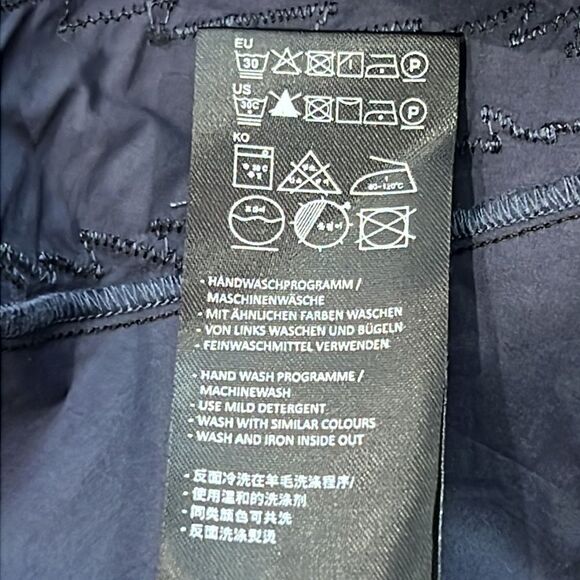 EU
30 P
US
30C P
KO
80~120°C
- HANDWASCHPROGRAMM /
MASCHINENWÄSCHE
- MIT ÄHNLICHEN FARBEN WASCHEN
- VON LINKS WASCHEN UND BÜGELN
- FEINWASCHMITTEL VERWENDEN
- HAND WASH PROGRAMME /
MACHINEWASH
- USE MILD DETERGENT
- WASH WITH SIMILAR COLOURS
- WASH AND IRON INSIDE OUT
- 反面冷洗在羊毛洗涤程序/
- 使用温和的洗涤剂
- 同类颜色可共洗
- 反面洗涤熨烫